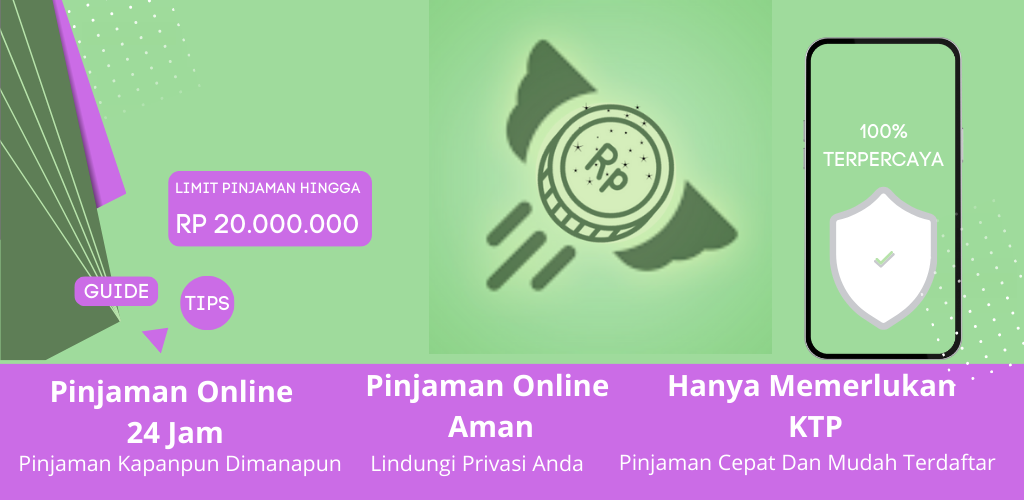 LIMIT PINJAMAN HINGGA
RP 20.000.000
GUIDE
TIPS
Rp
100%
TERPERCAYA
Pinjaman Online
24 Jam
Pinjaman Kapanpun Dimanapun
Pinjaman Online
Aman
Lindungi Privasi Anda
Hanya Memerlukan
KTP
Pinjaman Cepat Dan Mudah Terdaftar